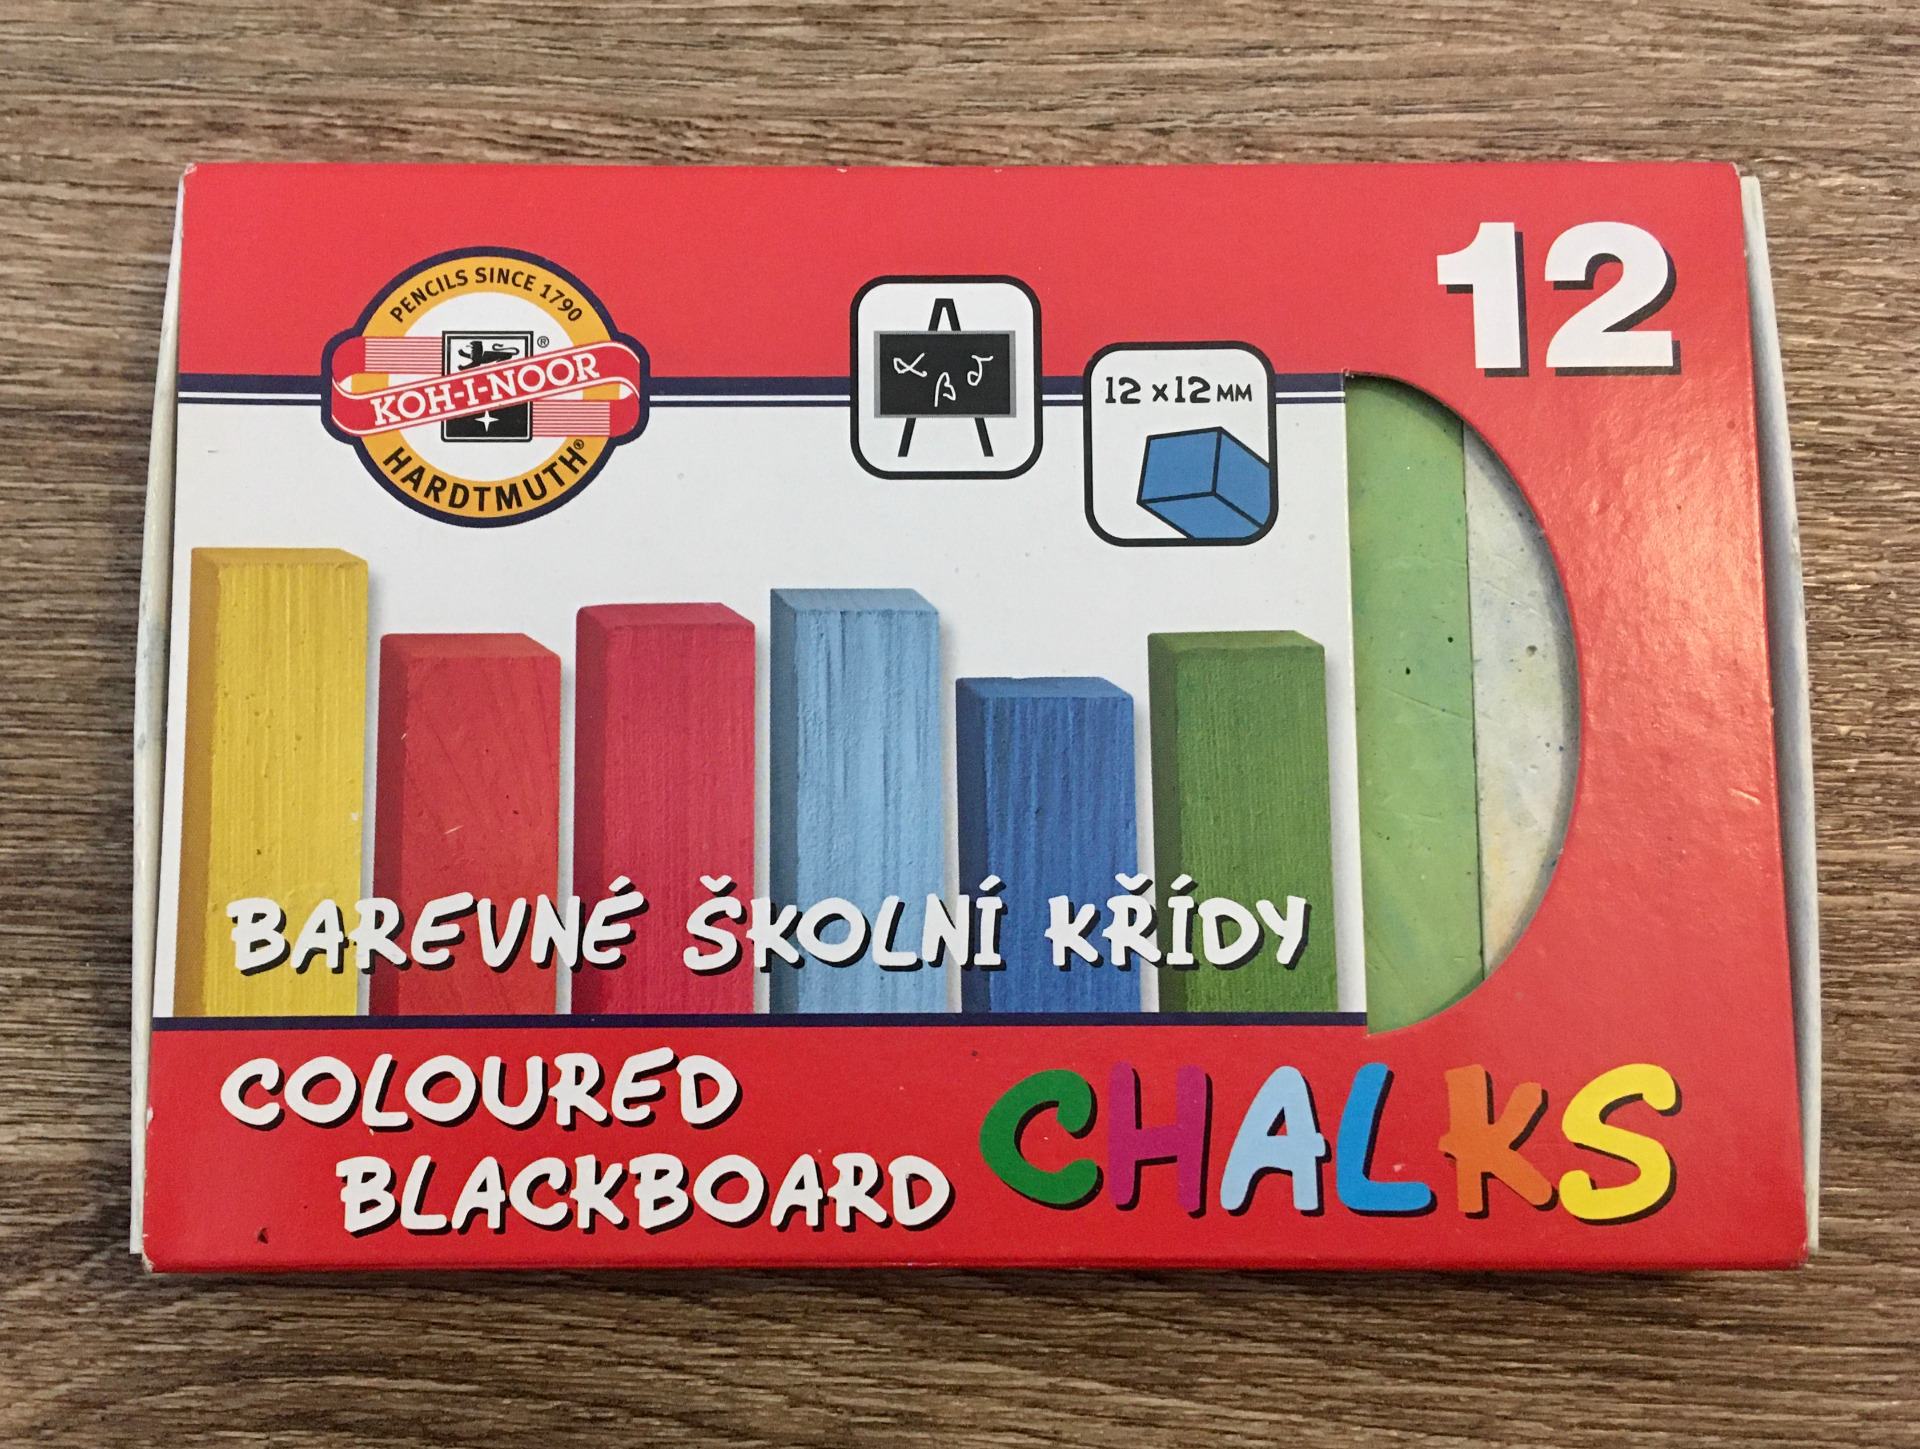 12
PENCILS SINCE 1790
®
KOH-I-NOOR
HARDTMUTH®
α β
12 x 12 MM
BAREVNÉ ŠKOLNÍ KŘÍDY
COLOURED
BLACKBOARD CHALKS